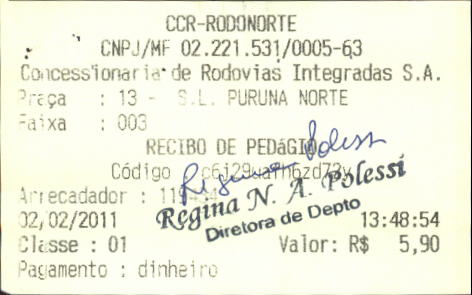 CCR-RODONORTE
CNPJ/MF 02.221.531/0005-63
Concessionaria de Rodovias Integradas S.A.
Praça : 13 - S.L. PURUNA NORTE
Faixa : 003
RECIBO DE PEDáGIO
Código
Arrecadador :
Regina N. A. Polessi
Diretora de Depto
02/02/2011 13:48:54
Classe : 01 Valor: R$ 5,90
Pagamento : dinheiro